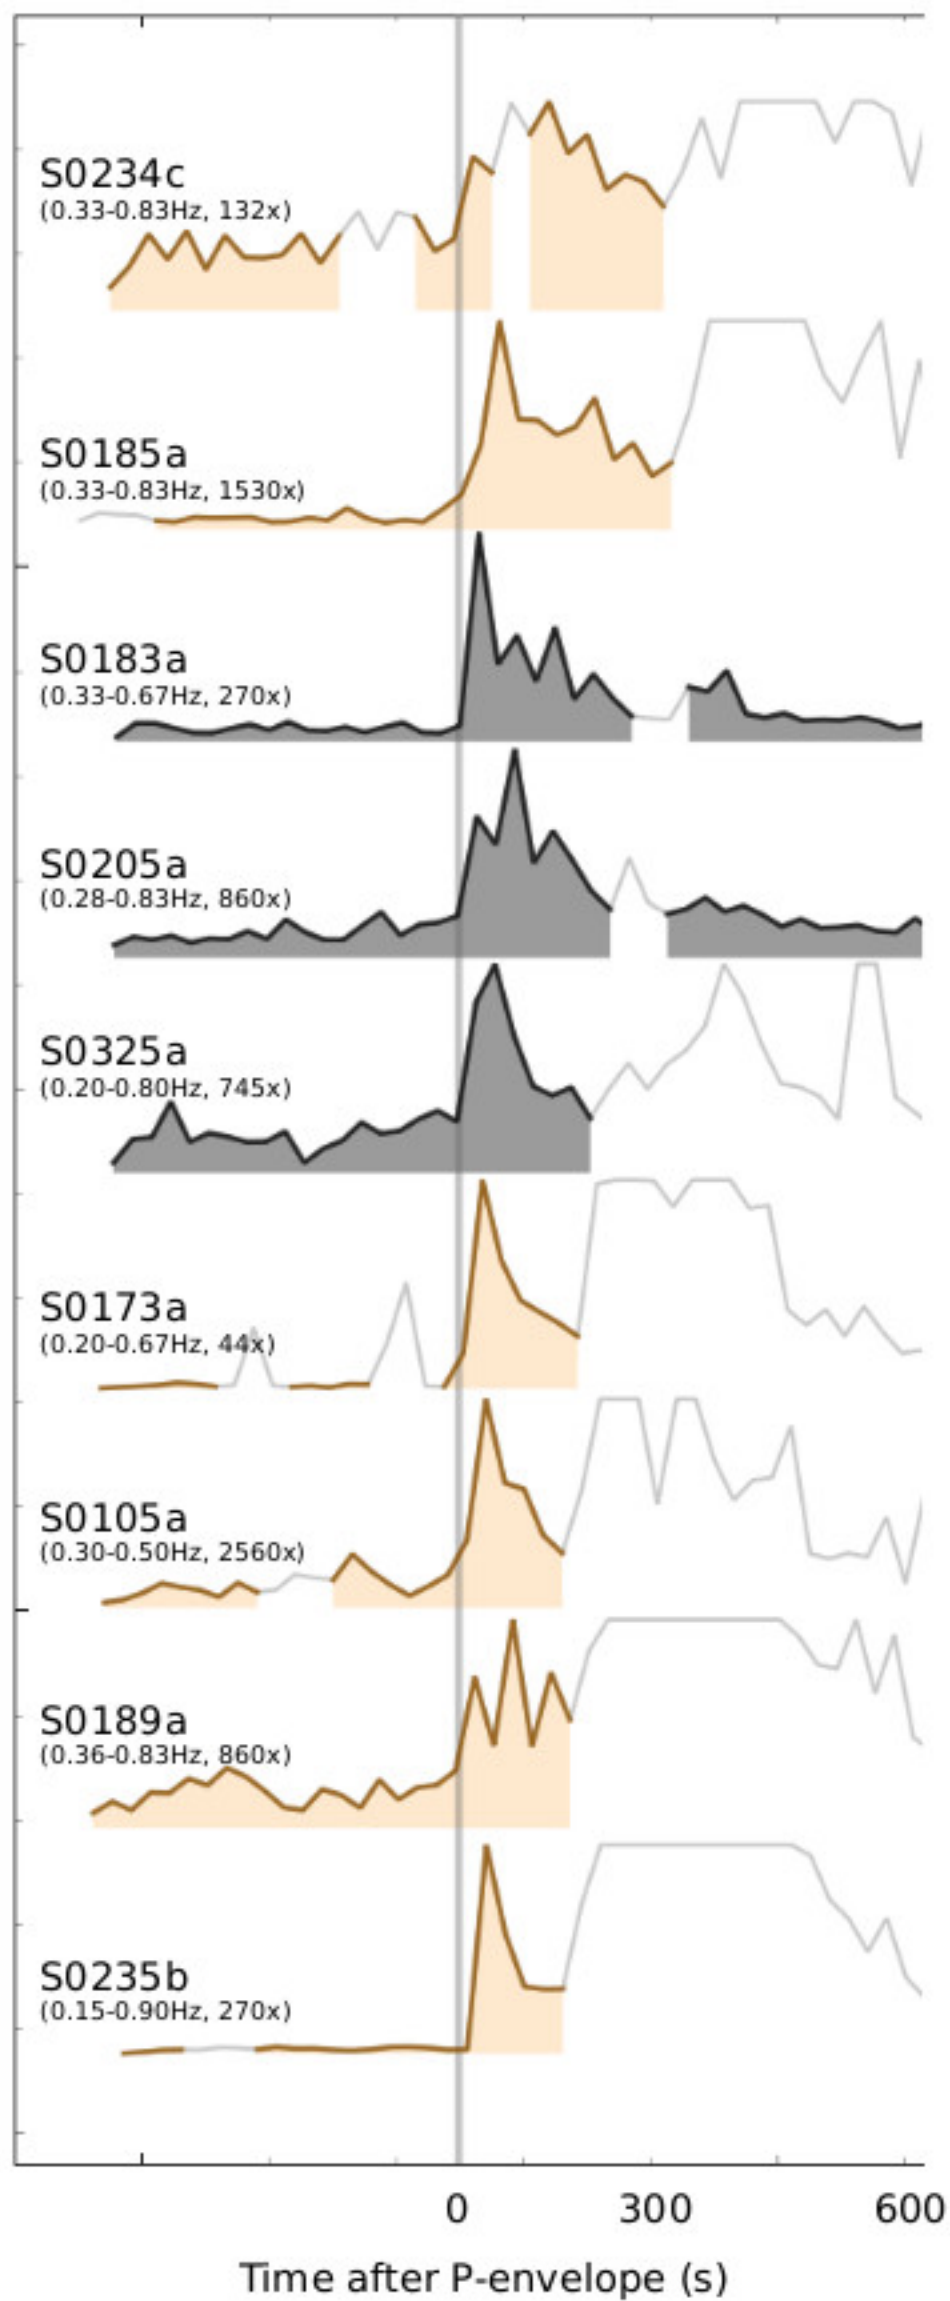 S0234c
(0.33-0.83Hz, 132x)
S0185a
(0.33-0.83Hz, 1530x)
S0183a
(0.33-0.67Hz, 270x)
S0205a
(0.28-0.83Hz, 860x)
S0325a
(0.20-0.80Hz, 745x)
S0173a
(0.20-0.67Hz, 44x)
S0105a
(0.30-0.50Hz, 2560x)
S0189a
(0.36-0.83Hz, 860x)
S0235b
(0.15-0.90Hz, 270x)
0 300 600
Time after P-envelope (s)